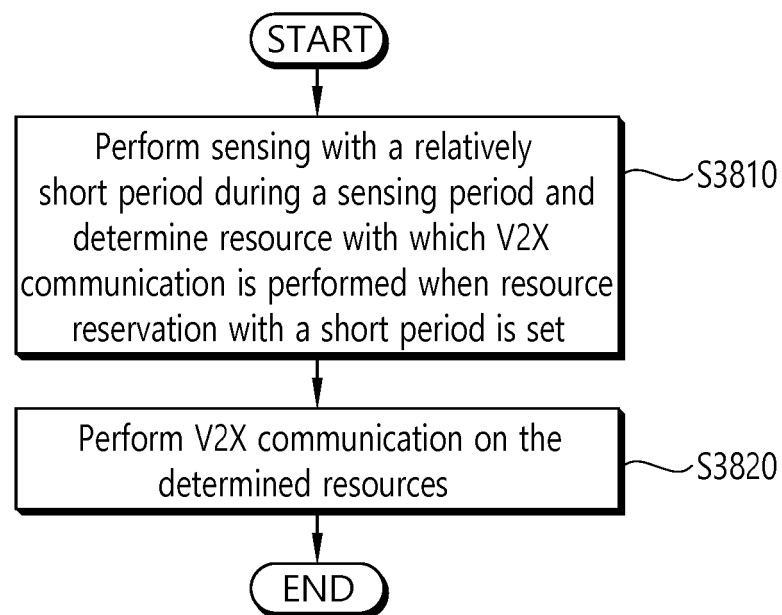 START
Perform sensing with a relatively
short period during a sensing period and
determine resource with which V2X
communication is performed when resource
reservation with a short period is set
S3810
Perform V2X communication on the
determined resources
S3820
END